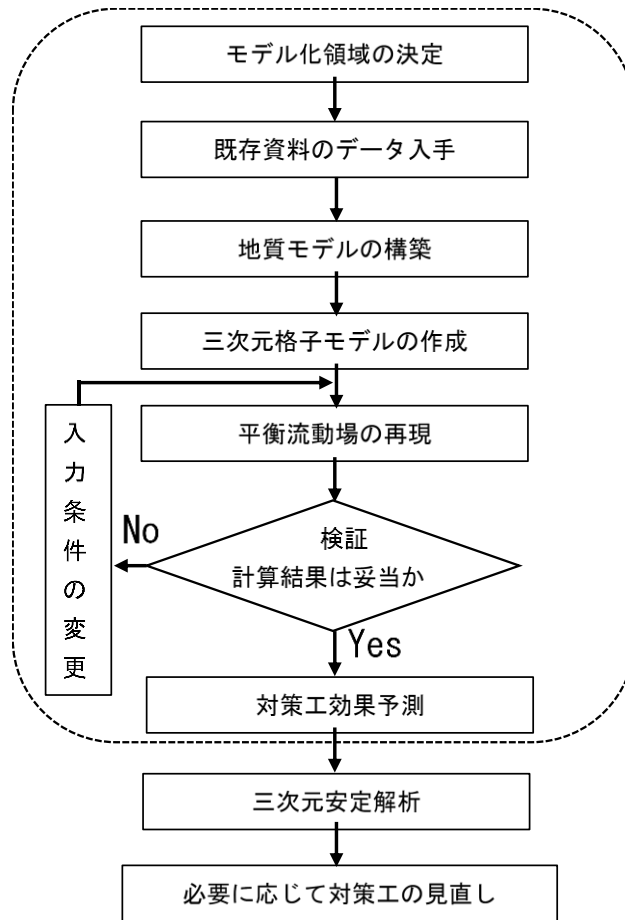 モデル化領域の決定
既存資料のデータ入手
地質モデルの構築
三次元格子モデルの作成
平衡流動場の再現
入力条件の変更
No
検証
計算結果は妥当か
Yes
対策工効果予測
三次元安定解析
必要に応じて対策工の見直し